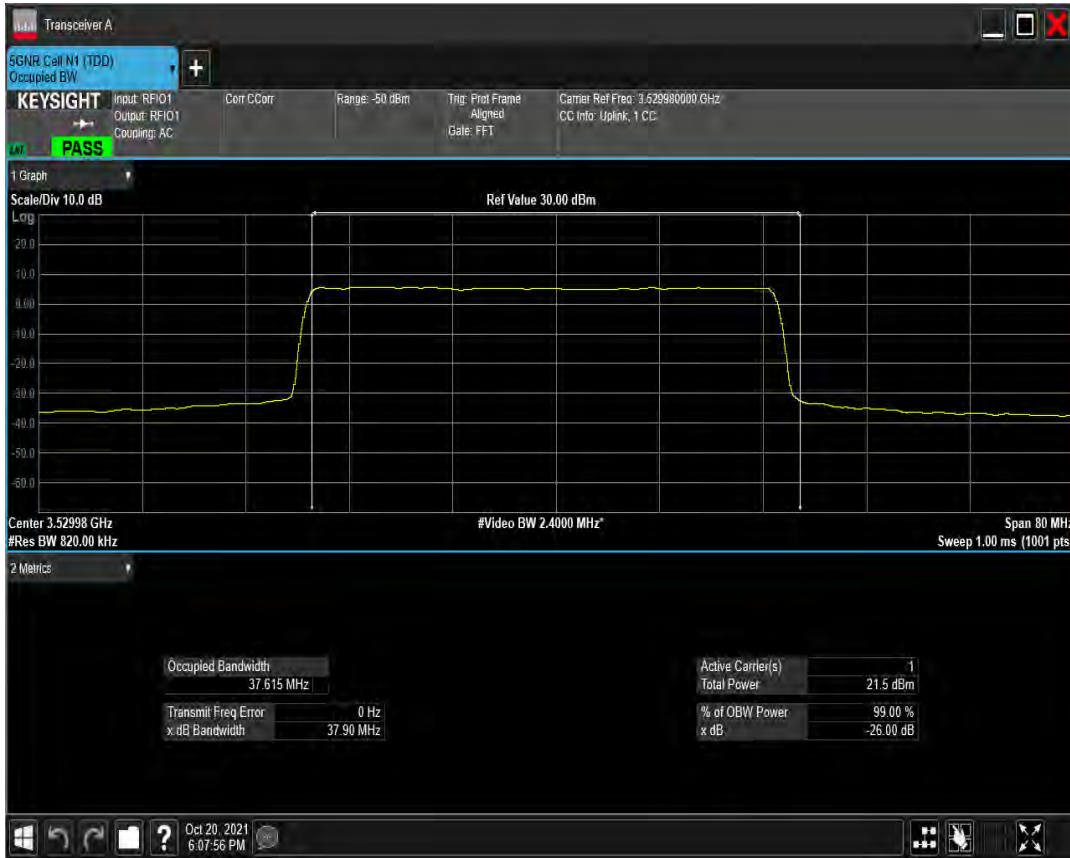 Transceiver A
5GNR Cell N1 (TDD)
Occupied BW
+
KEYSIGHT
Input: RFIO1
Output: RFIO1
Coupling: AC
Corr CCorr
Range: -50 dBm
Trig: Prot Frame
Aligned
Gate: FFT
Carrier Ref Freq: 3.529980000 GHz
CC Info: Uplink, 1 CC
PASS
1 Graph
Scale/Div 10.0 dB
Ref Value 30.00 dBm
Log
20.0
10.0
0.00
-10.0
-20.0
-30.0
-40.0
-50.0
-60.0
Center 3.52998 GHz
#Video BW 2.4000 MHz*
Span 80 MHz
#Res BW 820.00 kHz
Sweep 1.00 ms (1001 pts
2 Metrics
Occupied Bandwidth
37.615 MHz
Transmit Freq Error 0 Hz
x dB Bandwidth 37.90 MHz
Active Carrier(s) 1
Total Power 21.5 dBm
% of OBW Power 99.00 %
x dB -26.00 dB
?
Oct 20, 2021
6:07:56 PM